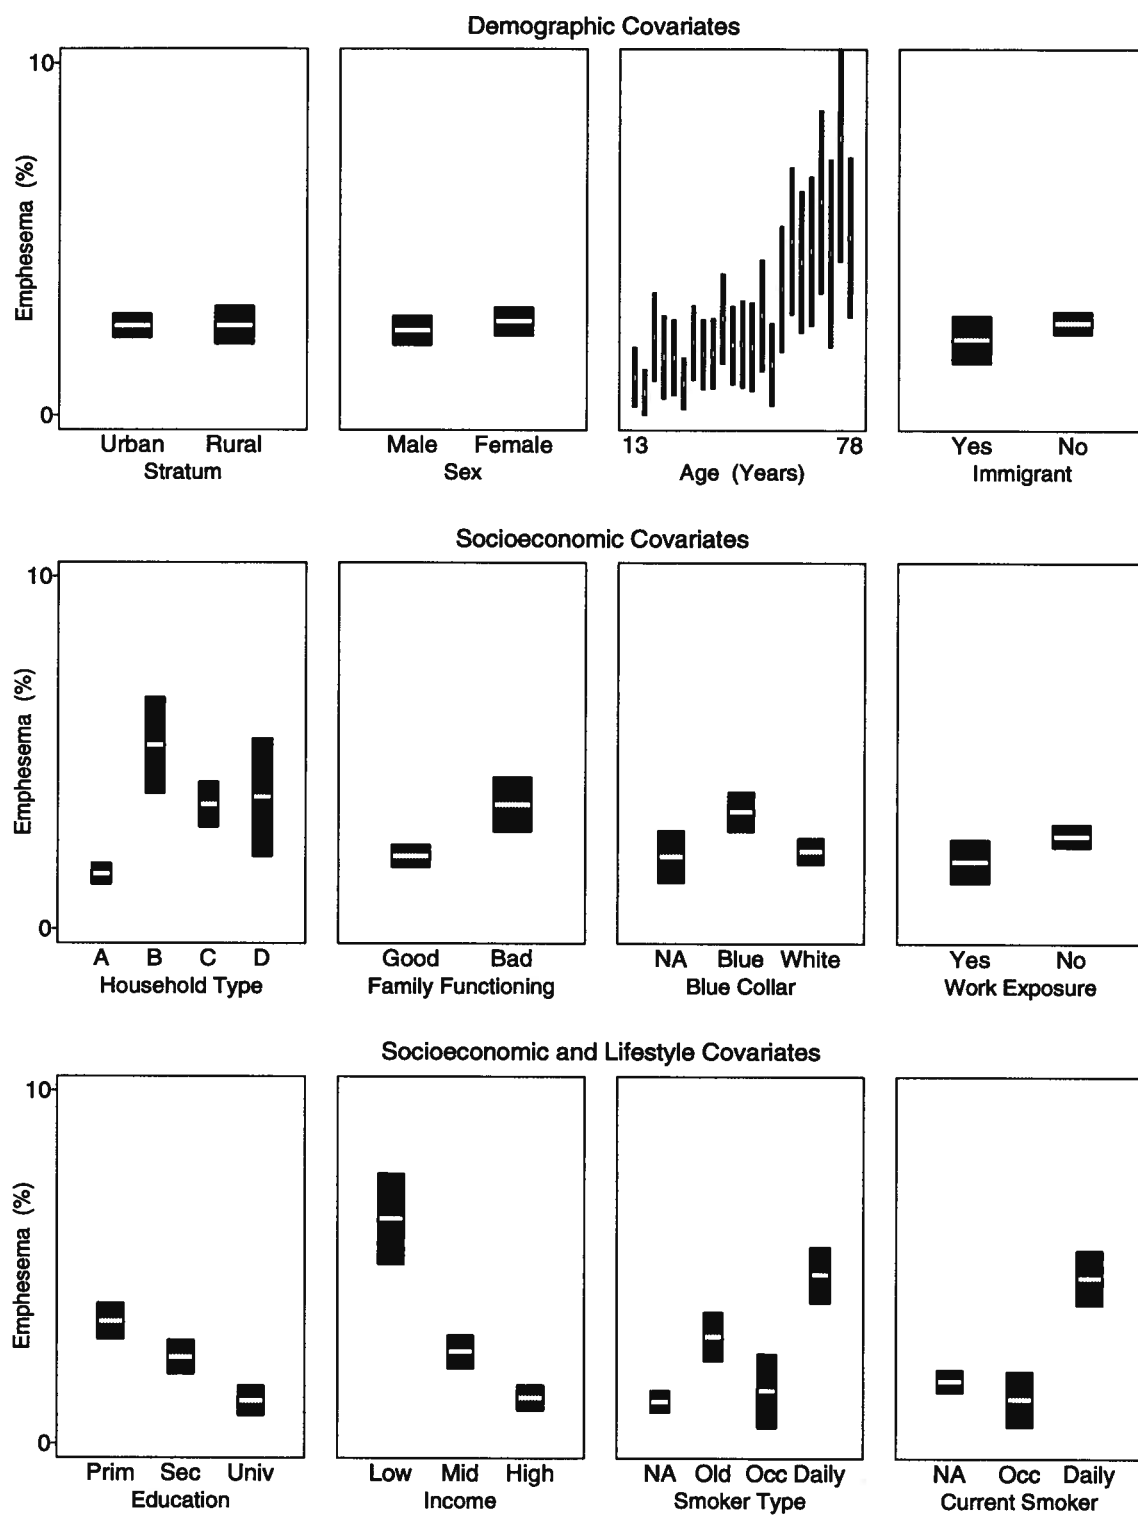 Demographic Covariates
10
Emphesema (%)
0
Urban Rural
Stratum
Male Female
Sex
13 78
Age (Years)
Yes No
Immigrant
Socioeconomic Covariates
10
Emphesema (%)
0
A B C D
Household Type
Good Bad
Family Functioning
NA Blue White
Blue Collar
Yes No
Work Exposure
Socioeconomic and Lifestyle Covariates
10
Emphesema (%)
0
Prim Sec Univ
Education
Low Mid High
Income
NA Old Occ Daily
Smoker Type
NA Occ Daily
Current Smoker